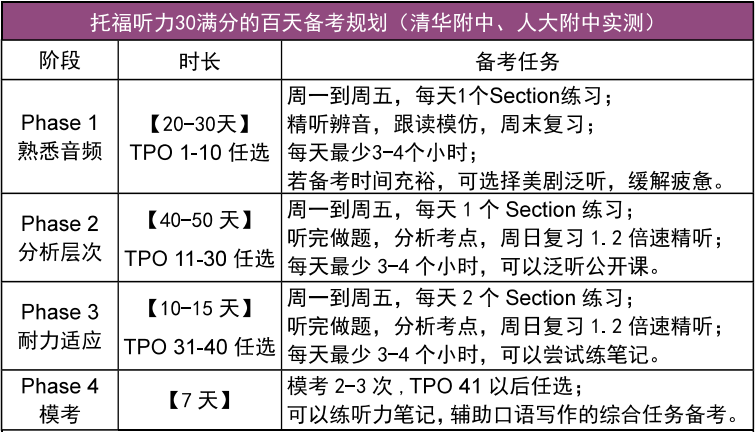 托福听力30满分的百天备考规划（清华附中、人大附中实测）
阶段
时长
备考任务
Phase 1
熟悉音频
【20-30天】
TPO 1-10 任选
周一到周五，每天1个Section练习；
精听辨音，跟读模仿，周末复习；
每天最少3-4个小时；
若备考时间充裕，可选择美剧泛听，缓解疲惫。
Phase 2
分析层次
【40-50 天】
TPO 11-30 任选
周一到周五，每天 1 个 Section 练习；
听完做题，分析考点，周日复习 1.2 倍速精听；
每天最少 3-4 个小时，可以泛听公开课。
Phase 3
耐力适应
【10-15 天】
TPO 31-40 任选
周一到周五，每天 2 个 Section 练习；
听完做题，分析考点，周日复习 1.2 倍速精听；
每天最少 3-4 个小时，可以尝试练笔记。
Phase 4
模考
【7 天】
模考 2-3 次 , TPO 41 以后任选；
可以练听力笔记, 辅助口语写作的综合任务备考。